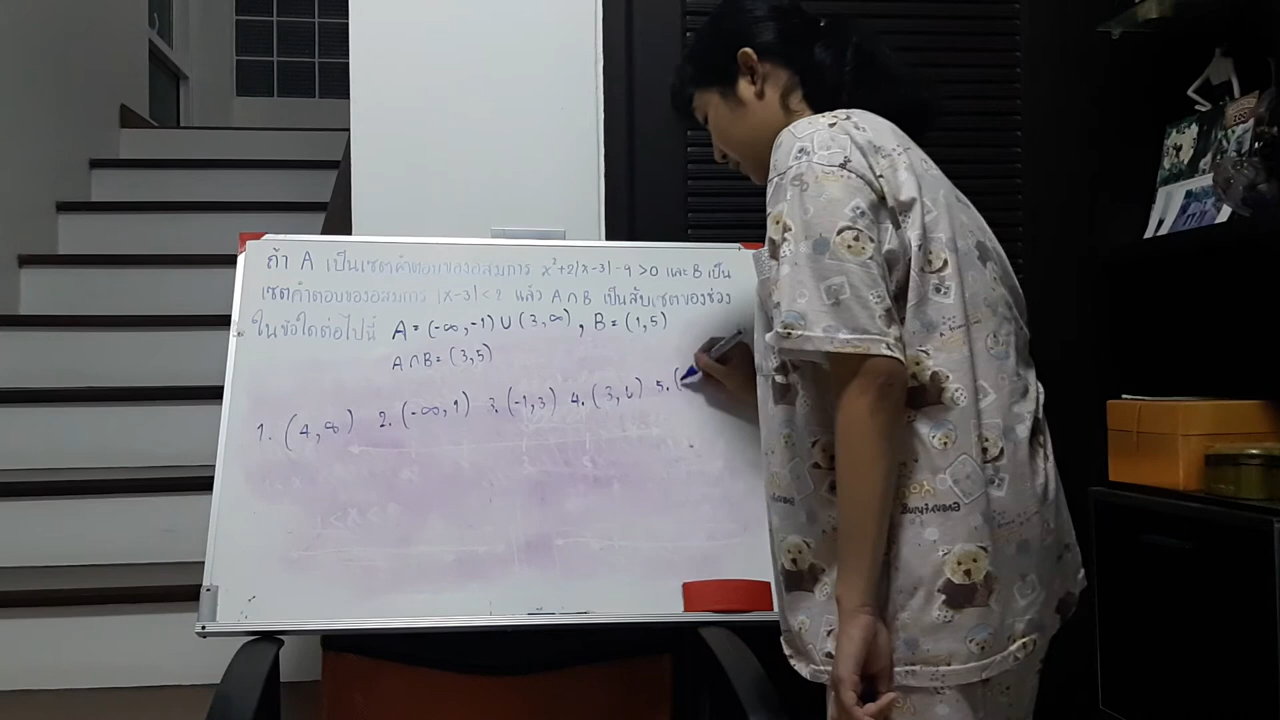 ถ้า A เป็นเซตคำตอบของอสมการ x²+2|x-3|-9 >0 และ B เป็น
เซตคำตอบของอสมการ |x-3|<2 แล้ว A∩B เป็นสับเซตของช่วง
ในข้อใดต่อไปนี้ A = (-∞,-1) ∪ (3,∞), B = (1,5)
A∩B = (3,5)
1. (4,∞) 2. (-∞,1) 3. (-1,3) 4. (3,6) 5. (